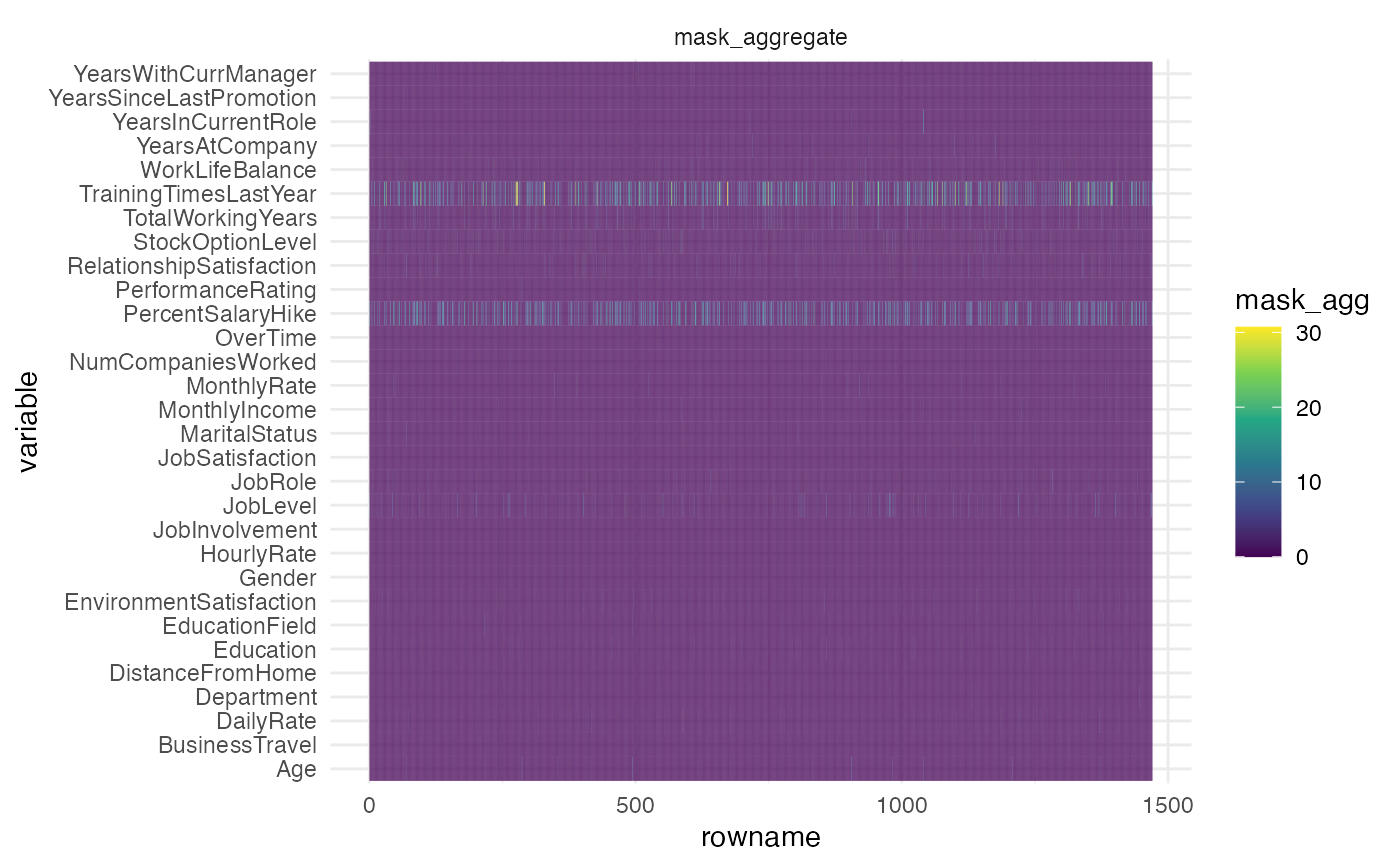 mask_aggregate
YearsWithCurrManager
YearsSinceLastPromotion
YearsInCurrentRole
YearsAtCompany
WorkLifeBalance
TrainingTimesLastYear
TotalWorkingYears
StockOptionLevel
RelationshipSatisfaction
PerformanceRating
PercentSalaryHike
OverTime
NumCompaniesWorked
MonthlyRate
MonthlyIncome
MaritalStatus
JobSatisfaction
JobRole
JobLevel
JobInvolvement
HourlyRate
Gender
EnvironmentSatisfaction
EducationField
Education
DistanceFromHome
Department
DailyRate
BusinessTravel
Age
variable
0 500 1000 1500
rowname
mask_agg
30
20
10
0